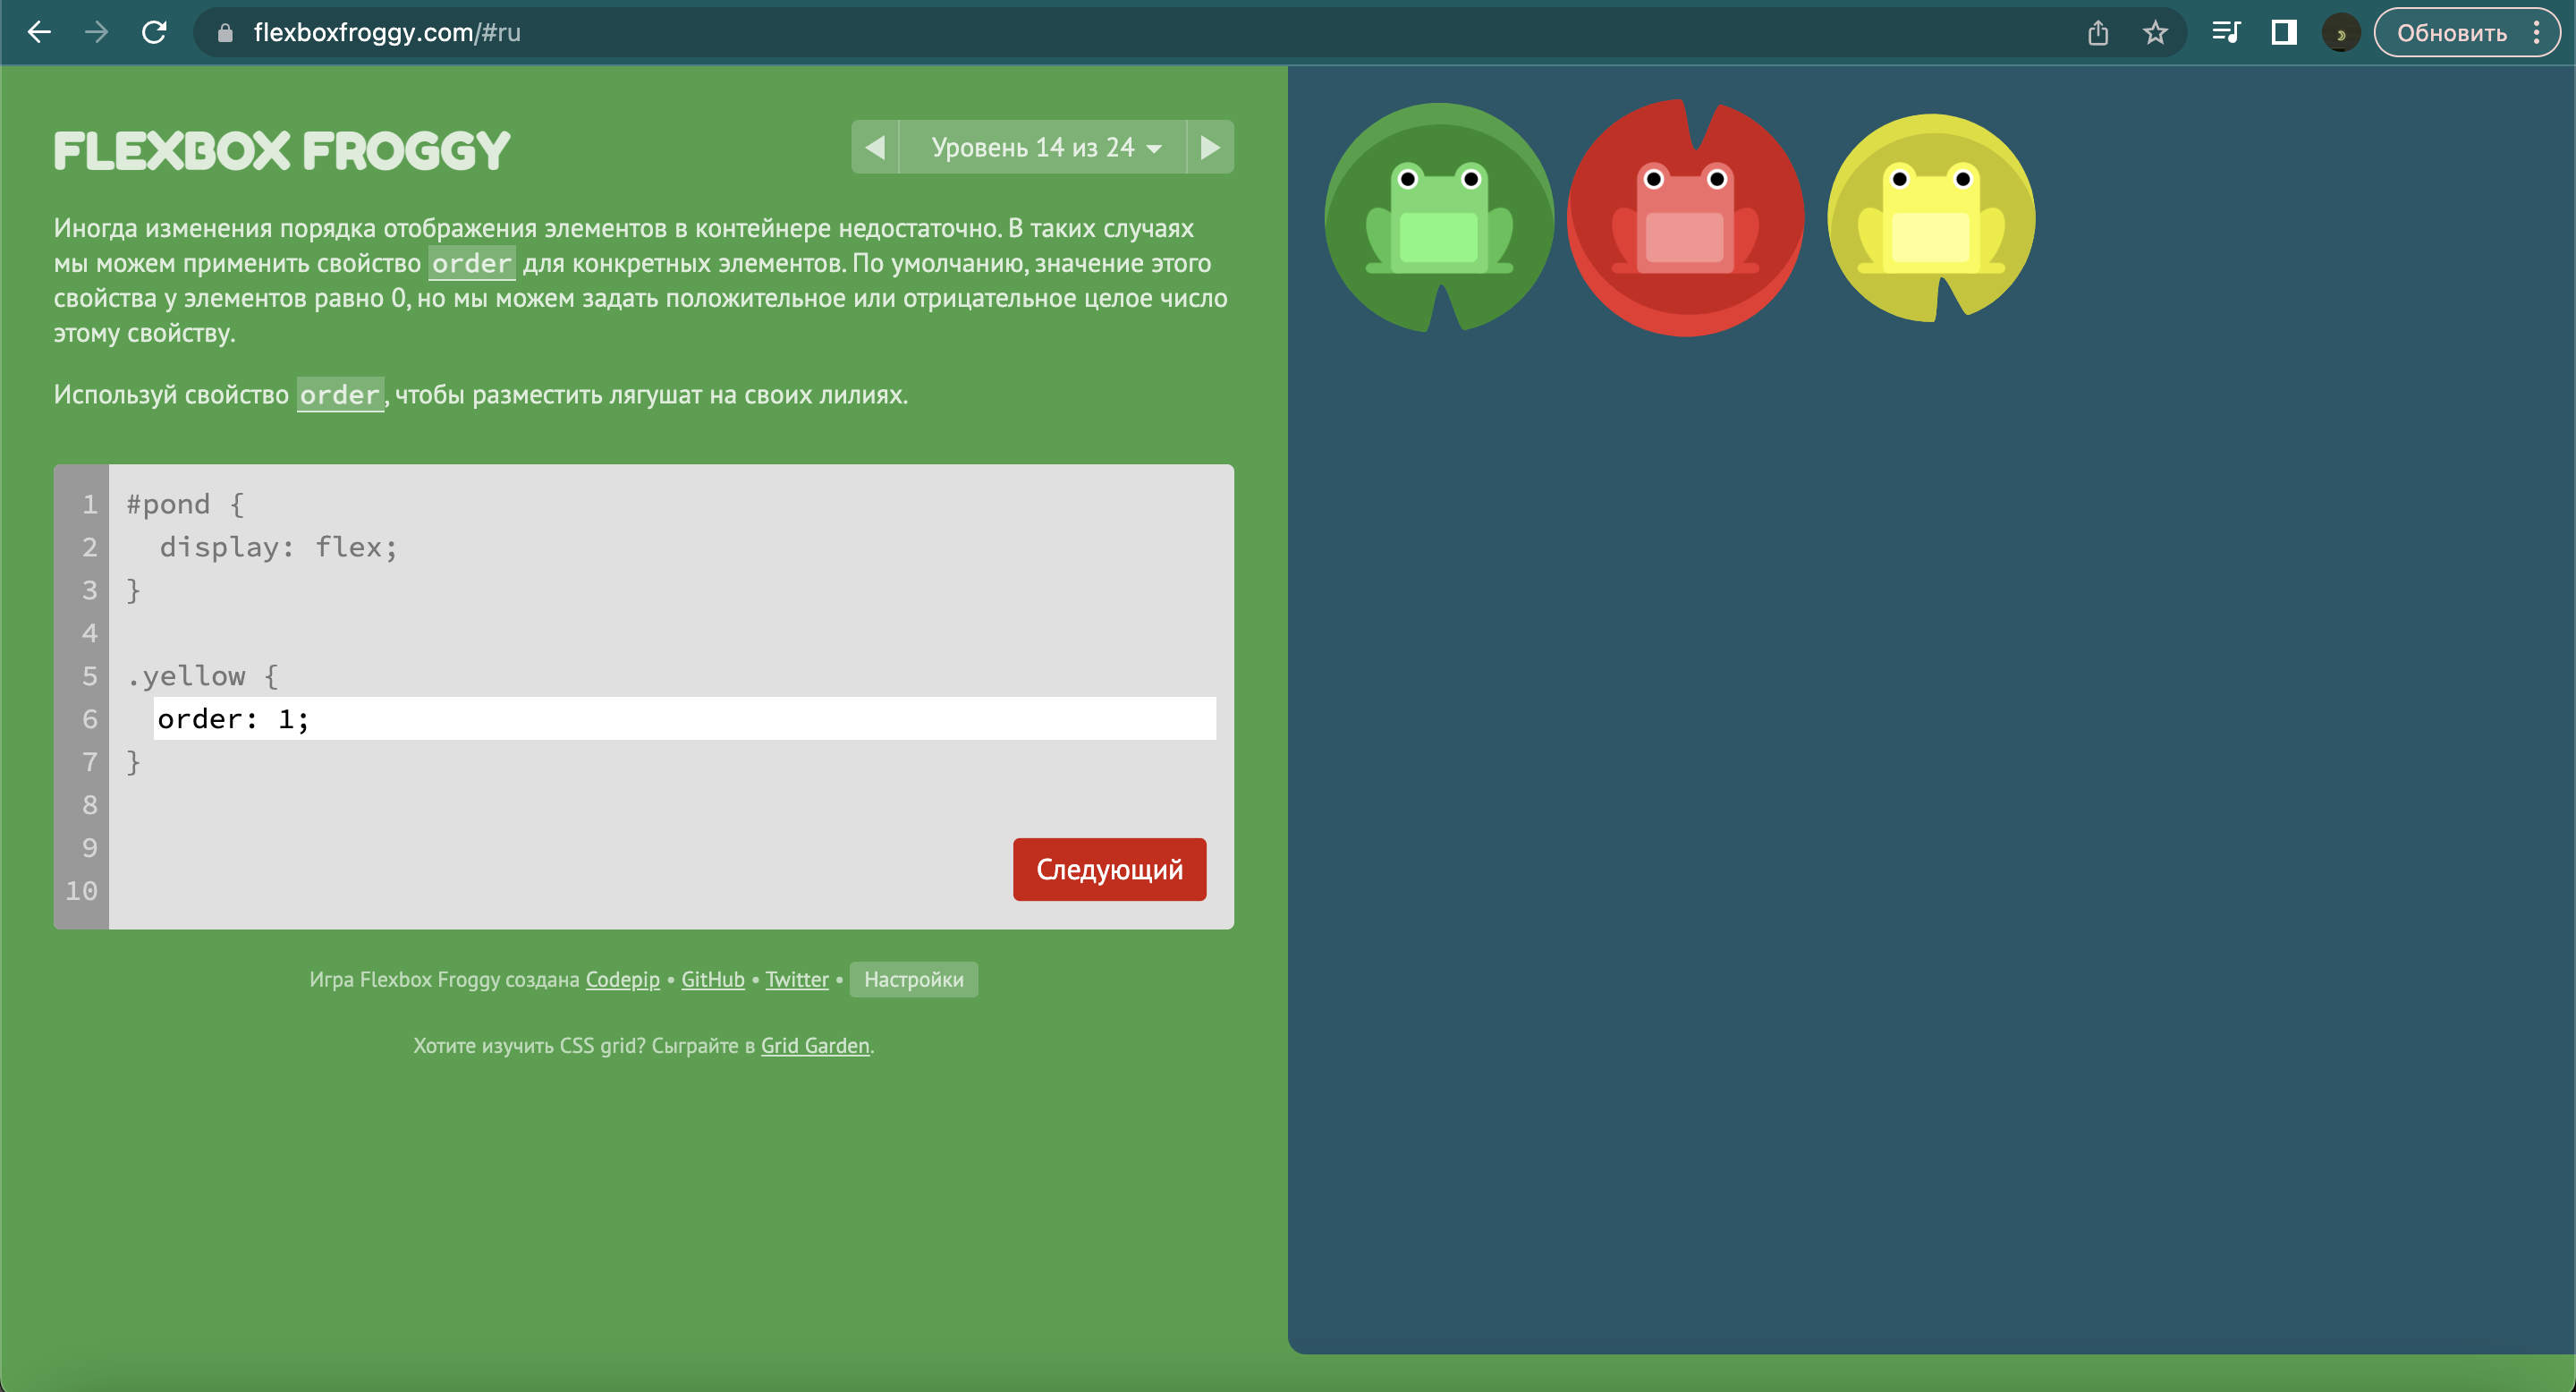 flexboxfroggy.com/#ru
Обновить
FLEXBOX FROGGY
Уровень 14 из 24
Иногда изменения порядка отображения элементов в контейнере недостаточно. В таких случаях
мы можем применить свойство order для конкретных элементов. По умолчанию, значение этого
свойства у элементов равно 0, но мы можем задать положительное или отрицательное целое число
этому свойству.
Используй свойство order, чтобы разместить лягушат на своих лилиях.
1 #pond {
2 display: flex;
3 }
4
5 .yellow {
6 order: 1;
7 }
8
9
10
Следующий
Игра Flexbox Froggy создана Codepip • GitHub • Twitter • Настройки
Хотите изучить CSS grid? Сыграйте в Grid Garden.